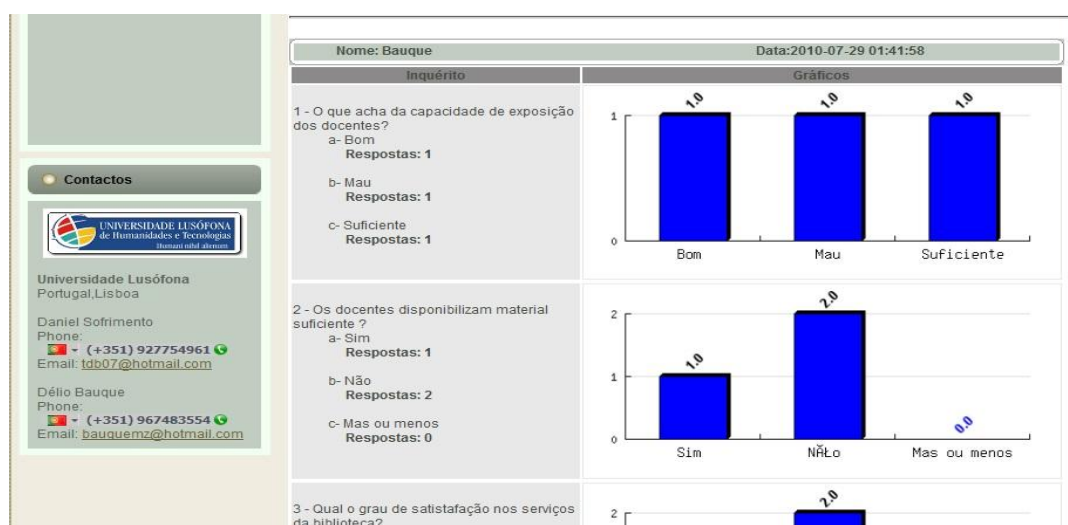 Contactos
UNIVERSIDADE LUSÓFONA
de Humanidades e Tecnologias
Humani nihil alienum
Universidade Lusófona
Portugal,Lisboa
Daniel Sofrimento
Phone:
(+351) 927754961
Email: tdb07@hotmail.com
Délio Bauque
Phone:
(+351) 967483554
Email: bauquemz@hotmail.com
Nome: Bauque Data:2010-07-29 01:41:58
Inquérito Gráficos
1 - O que acha da capacidade de exposição
dos docentes?
a- Bom
Respostas: 1
b- Mau
Respostas: 1
c- Suficiente
Respostas: 1
1.0 1.0 1.0
1
0
Bom Mau Suficiente
2 - Os docentes disponibilizam material
suficiente ?
a- Sim
Respostas: 1
b- Não
Respostas: 2
c- Mas ou menos
Respostas: 0
2.0
2
1.0
1
0.0
0
Sim NĂŁo Mas ou menos
3 - Qual o grau de satistafação nos serviços
da biblioteca?
2.0
2